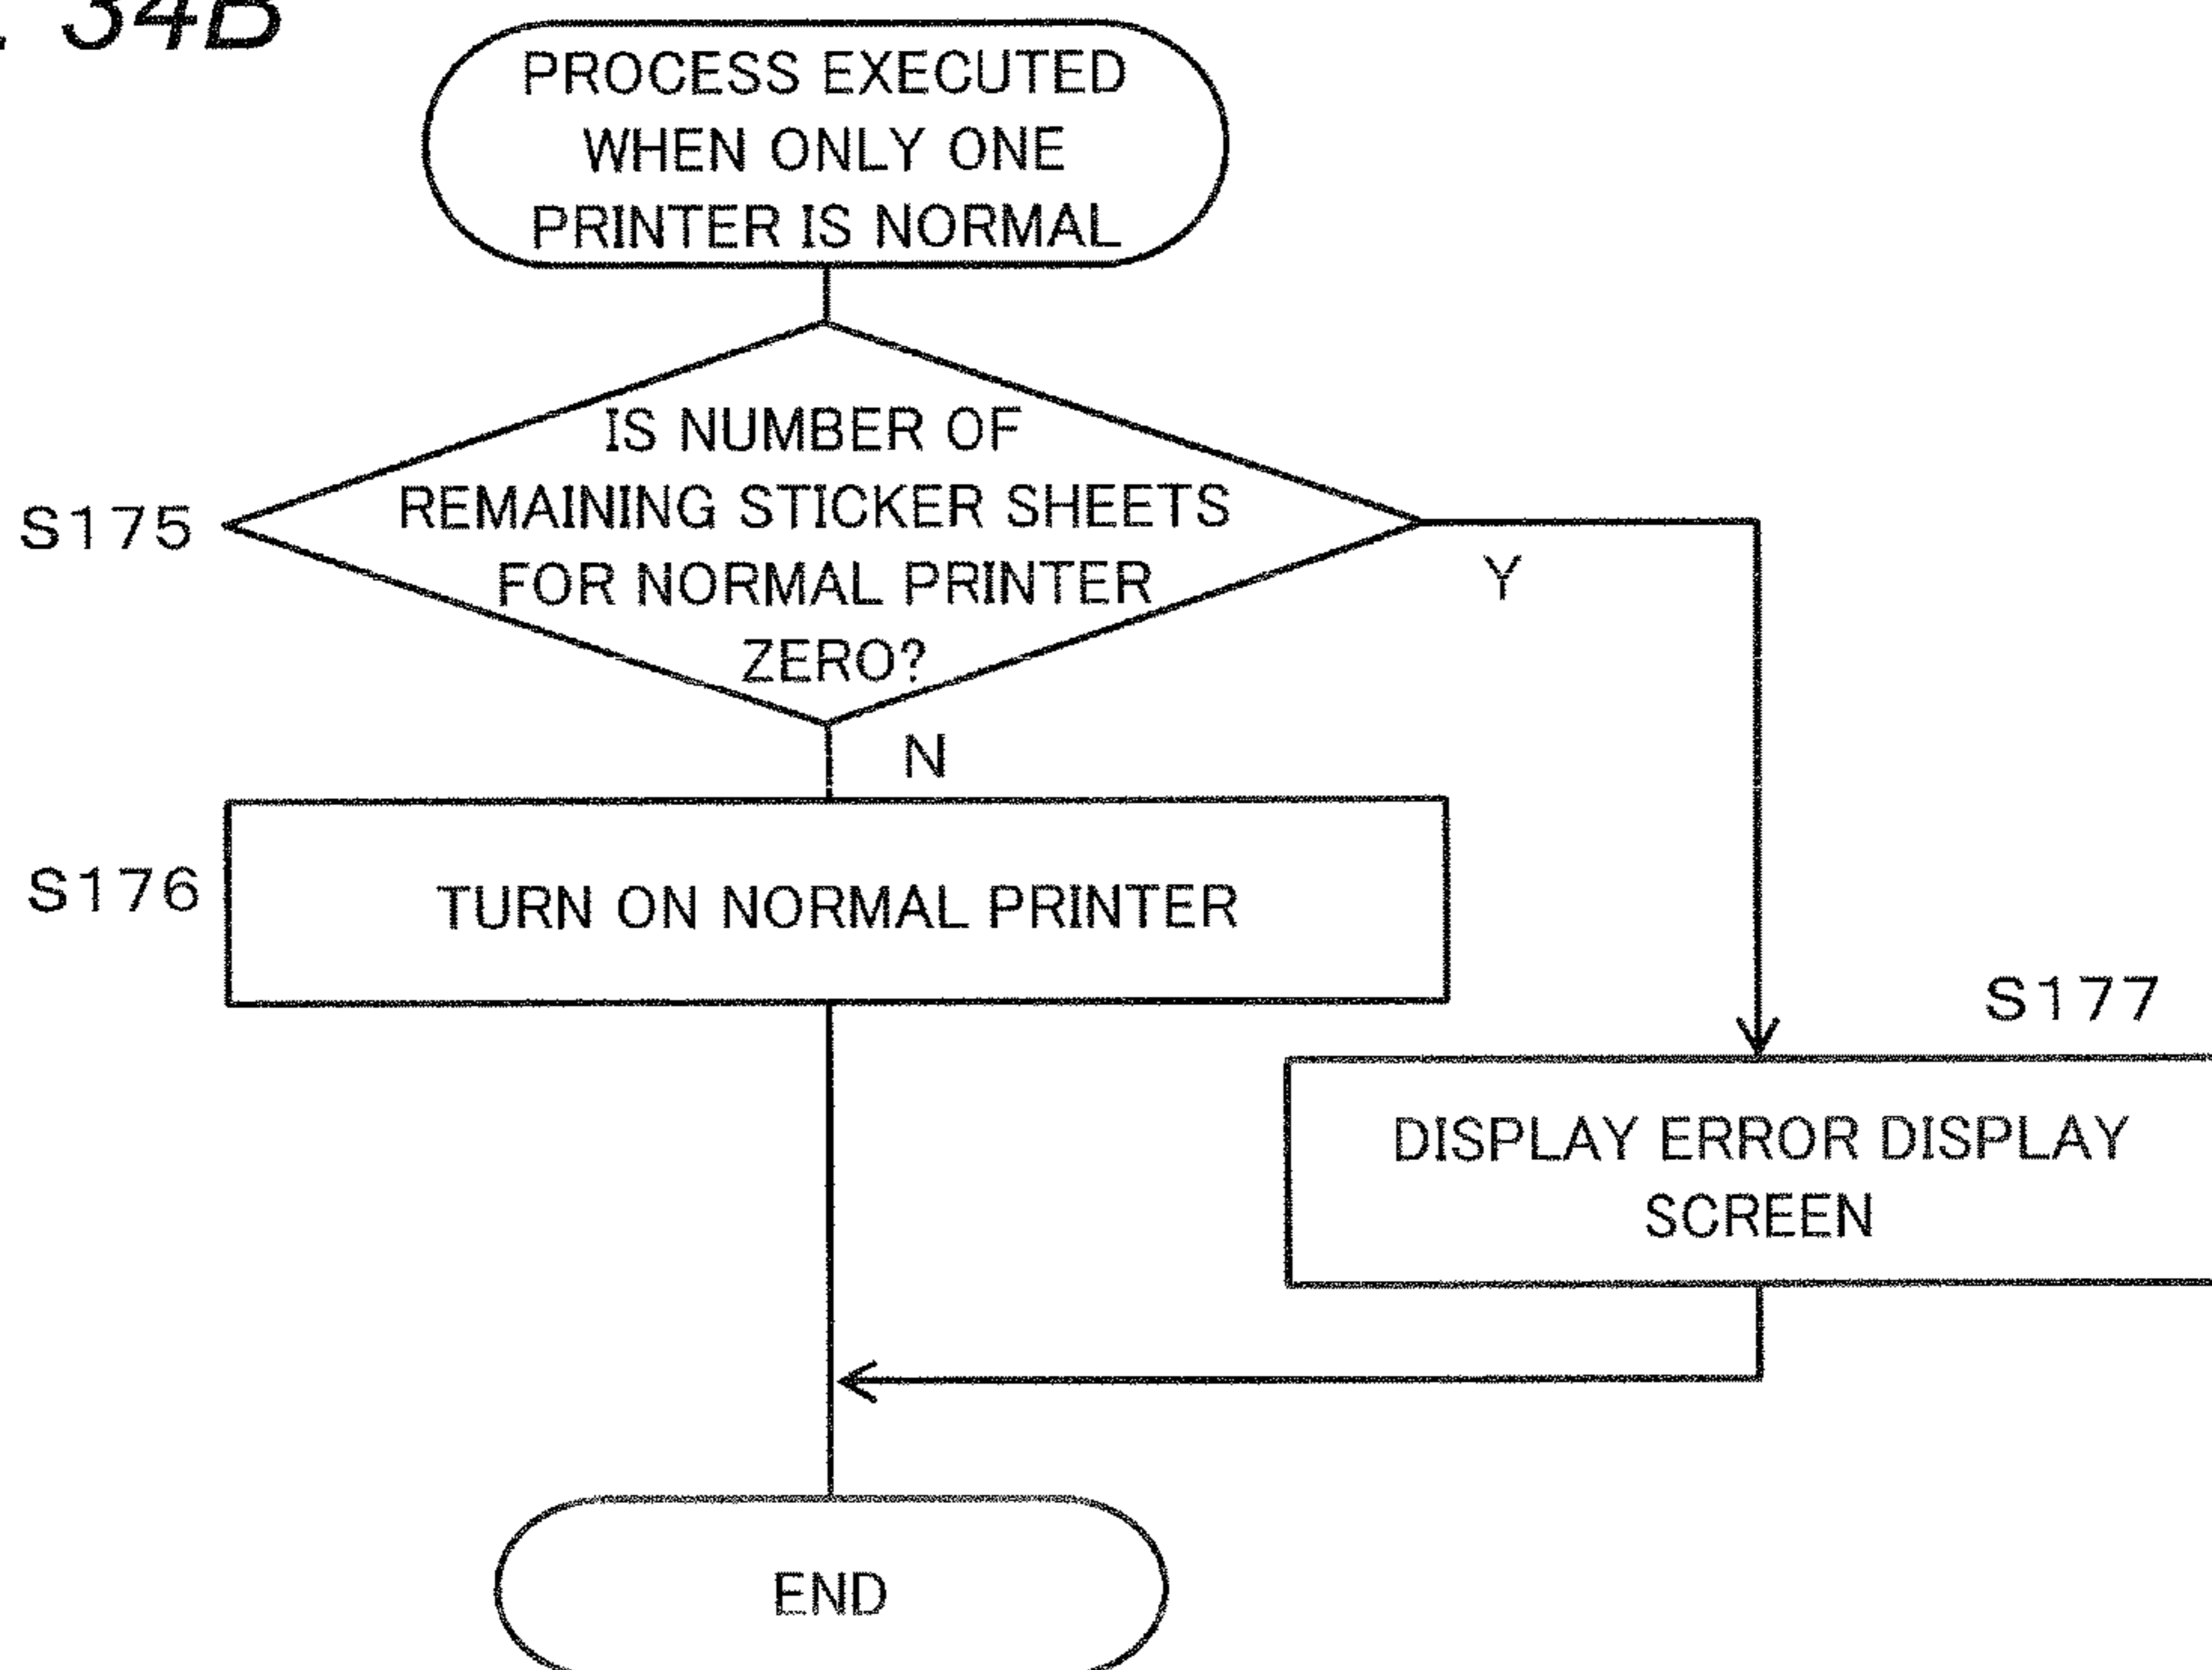 34B
PROCESS EXECUTED
WHEN ONLY ONE
PRINTER IS NORMAL
IS NUMBER OF
REMAINING STICKER SHEETS
FOR NORMAL PRINTER
ZERO?
S175
Y
N
S176
TURN ON NORMAL PRINTER
S177
DISPLAY ERROR DISPLAY
SCREEN
END